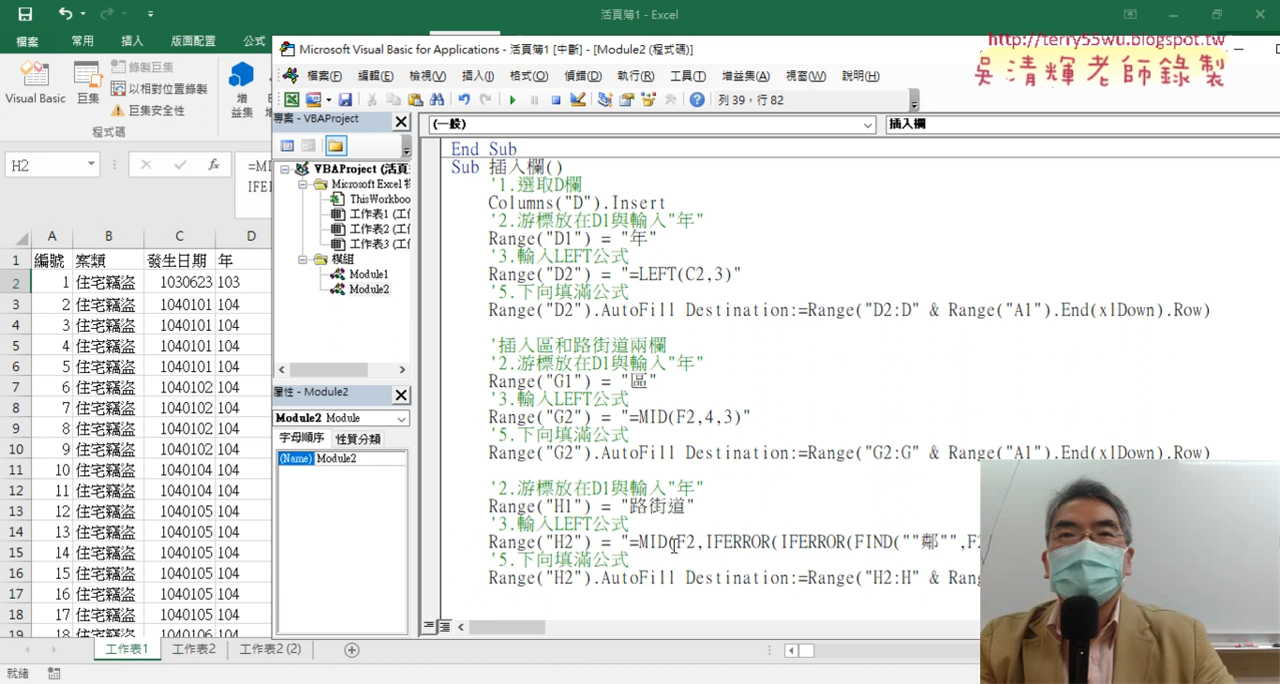 活頁簿1 - Excel
檔案 常用 插入 版面配置 公式
Visual Basic 巨集 錄製巨集
以相對位置錄製
巨集安全性
增益集
程式碼
H2
=MI
IFER
A B C D
1 編號 案類 發生日期 年
2 1 住宅竊盜 1030623 103
3 2 住宅竊盜 1040101 104
4 3 住宅竊盜 1040101 104
5 4 住宅竊盜 1040101 104
6 5 住宅竊盜 1040101 104
7 6 住宅竊盜 1040102 104
8 7 住宅竊盜 1040102 104
9 8 住宅竊盜 1040102 104
10 9 住宅竊盜 1040102 104
11 10 住宅竊盜 1040104 104
12 11 住宅竊盜 1040104 104
13 12 住宅竊盜 1040105 104
14 13 住宅竊盜 1040105 104
15 14 住宅竊盜 1040105 104
16 15 住宅竊盜 1040105 104
17 16 住宅竊盜 1040105 104
18 17 住宅竊盜 1040105 104
19 18 住宅竊盜 1040106 104
工作表1 工作表2 工作表2 (2)
就緒
Microsoft Visual Basic for Applications - 活頁簿1 [中斷] - [Module2 (程式碼)]
http://terry55wu.blogspot.tw
吳清輝老師錄製
檔案(F) 編輯(E) 檢視(V) 插入(I) 格式(O) 偵錯(D) 執行(R) 工具(T) 增益集(A) 視窗(W) 說明(H)
列 39，行 82
專案 - VBAProject
VBAProject (活頁
Microsoft Excel 物
ThisWorkboo
工作表1 (工作
工作表2 (工作
工作表3 (工作
模組
Module1
Module2
屬性 - Module2
Module2 Module
字母順序 性質分類
(Name) Module2
(一般) 插入欄
End Sub
Sub 插入欄()
'1.選取D欄
Columns("D").Insert
'2.游標放在D1與輸入"年"
Range("D1") = "年"
'3.輸入LEFT公式
Range("D2") = "=LEFT(C2,3)"
'5.下向填滿公式
Range("D2").AutoFill Destination:=Range("D2:D" & Range("A1").End(xlDown).Row)
'插入區和路街道兩欄
'2.游標放在D1與輸入"年"
Range("G1") = "區"
'3.輸入LEFT公式
Range("G2") = "=MID(F2,4,3)"
'5.下向填滿公式
Range("G2").AutoFill Destination:=Range("G2:G" & Range("A1").End(xlDown).Row)
'2.游標放在D1與輸入"年"
Range("H1") = "路街道"
'3.輸入LEFT公式
Range("H2") = "=MID(F2,IFERROR(IFERROR(FIND(""鄰"",F2
'5.下向填滿公式
Range("H2").AutoFill Destination:=Range("H2:H" & Rang